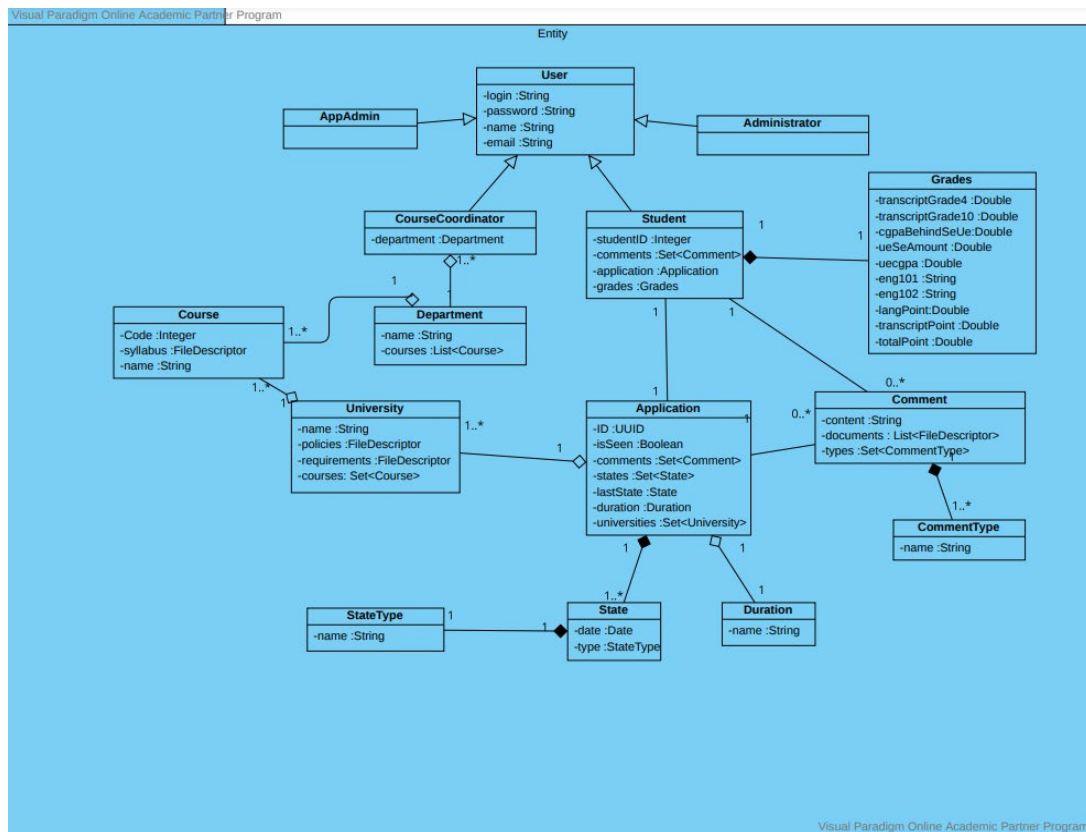 Visual Paradigm Online Academic Partner Program
Entity
User
-login :String
-password :String
-name :String
-email :String
AppAdmin
Administrator
CourseCoordinator
-department :Department
Student
-studentID :Integer
-comments :Set<Comment>
-application :Application
-grades :Grades
1
1
Grades
-transcriptGrade4 :Double
-transcriptGrade10 :Double
-cgpaBehindSeUe:Double
-ueSeAmount :Double
-uecgpa :Double
-eng101 :String
-eng102 :String
-langPoint:Double
-transcriptPoint :Double
-totalPoint :Double
1..*
1
1
1..*
Course
-Code :Integer
-syllabus :FileDescriptor
-name :String
Department
-name :String
-courses :List<Course>
1
1
1..*
1
University
-name :String
-policies :FileDescriptor
-requirements :FileDescriptor
-courses: Set<Course>
1..*
1
1
Application
-ID :UUID
-isSeen :Boolean
-comments :Set<Comment>
-states :Set<State>
-lastState :State
-duration :Duration
-universities :Set<University>
1
0..*
0..*
Comment
-content :String
-documents : List<FileDescriptor>
-types :Set<CommentType>
1
1..*
CommentType
-name :String
1
1
1..*
1
StateType
-name :String
1
1
State
-date :Date
-type :StateType
Duration
-name :String
Visual Paradigm Online Academic Partner Program